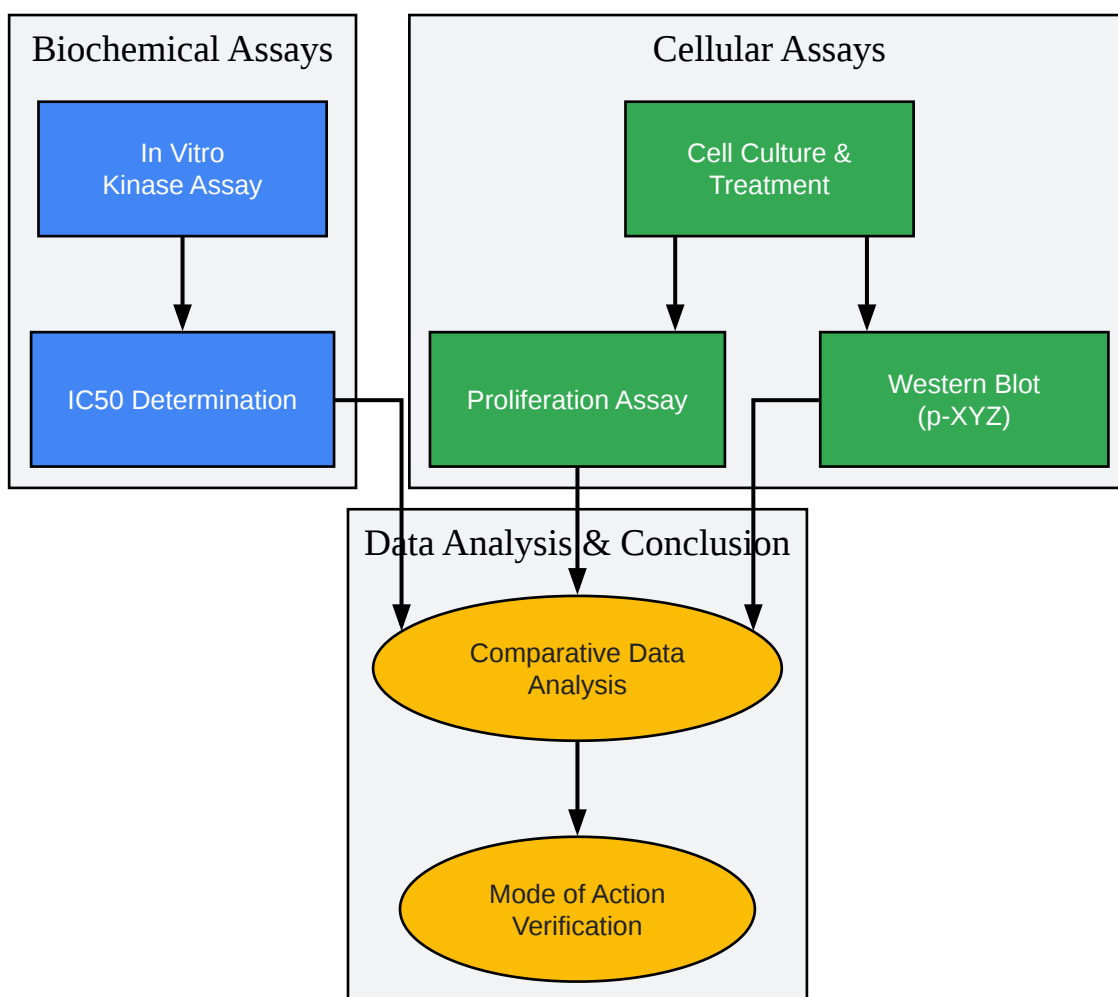 Biochemical Assays
In Vitro
Kinase Assay
IC50 Determination
Cellular Assays
Cell Culture &
Treatment
Proliferation Assay
Western Blot
(p-XYZ)
Data Analysis & Conclusion
Comparative Data
Analysis
Mode of Action
Verification